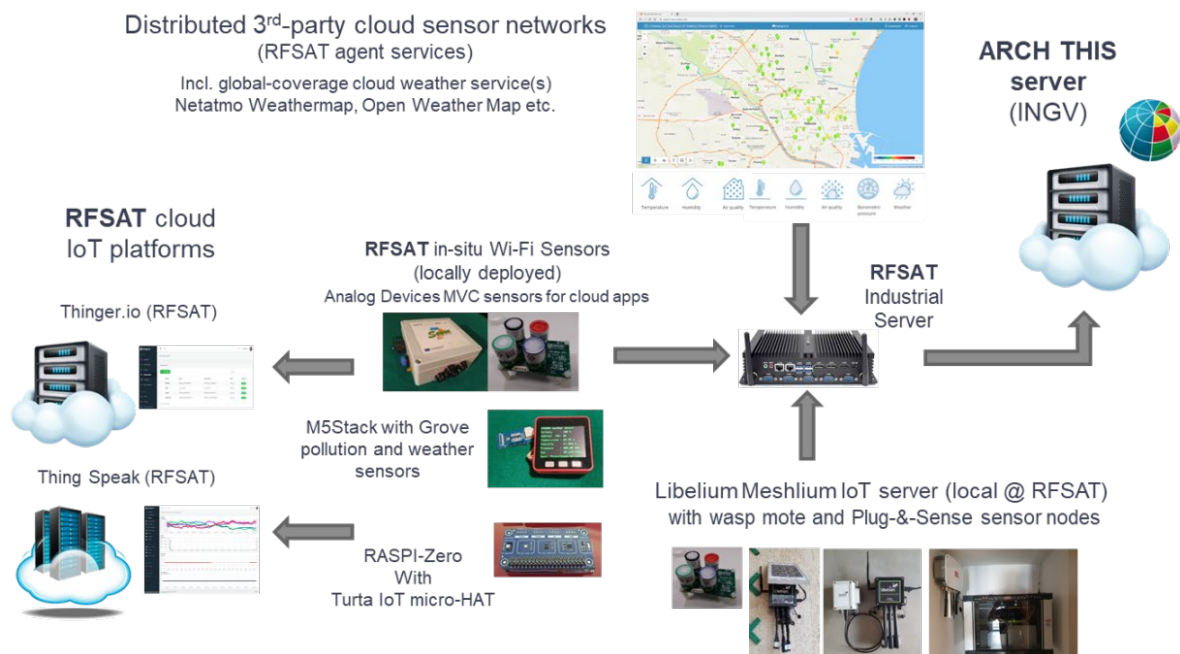 Distributed 3rd-party cloud sensor networks
(RFSAT agent services)
Incl. global-coverage cloud weather service(s)
Netatmo Weathermap, Open Weather Map etc.
ARCH THIS
server
(INGV)
Temperature
Humidity
Air quality
Temperature
Humidity
Air quality
Barometric
pressure
Weather
RFSAT cloud
IoT platforms
RFSAT in-situ Wi-Fi Sensors
(locally deployed)
Analog Devices MVC sensors for cloud apps
RFSAT
Industrial
Server
Thinger.io (RFSAT)
M5Stack with Grove
pollution and weather
sensors
Thing Speak (RFSAT)
Libelium Meshlium IoT server (local @ RFSAT)
with wasp mote and Plug-&-Sense sensor nodes
RASPI-Zero
With
Turta IoT micro-HAT